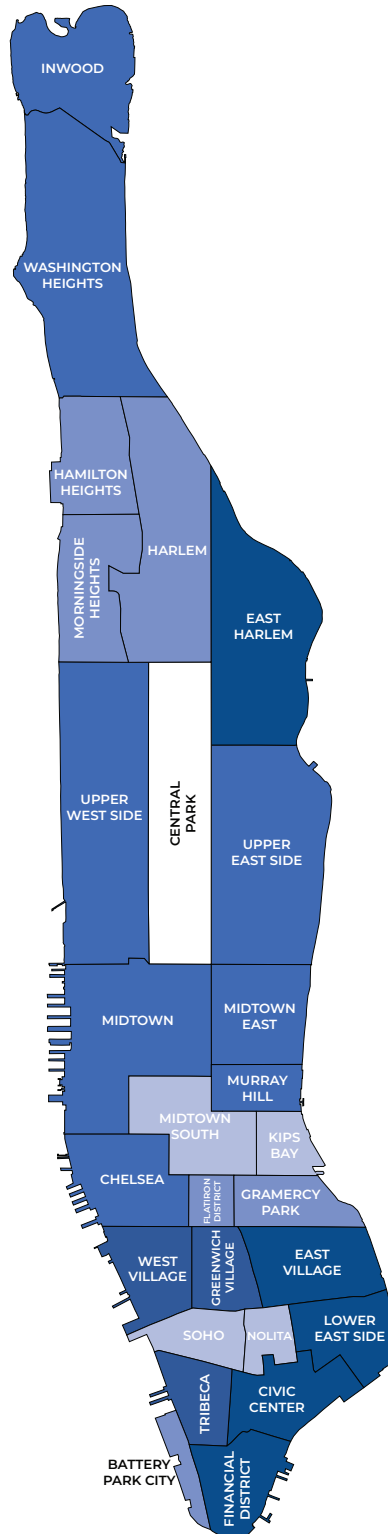 INWOOD
WASHINGTON
HEIGHTS
HAMILTON
HEIGHTS
HARLEM
MORNINGSIDE
HEIGHTS
EAST
HARLEM
UPPER
WEST SIDE
CENTRAL
PARK
UPPER
EAST SIDE
MIDTOWN
MIDTOWN
EAST
MURRAY
HILL
MIDTOWN
SOUTH
KIPS
BAY
CHELSEA
FLATIRON
DISTRICT
GRAMERCY
PARK
WEST
VILLAGE
GREENWICH
VILLAGE
EAST
VILLAGE
SOHO
NOLITA
LOWER
EAST SIDE
TRIBECA
CIVIC
CENTER
BATTERY
PARK CITY
FINANCIAL
DISTRICT